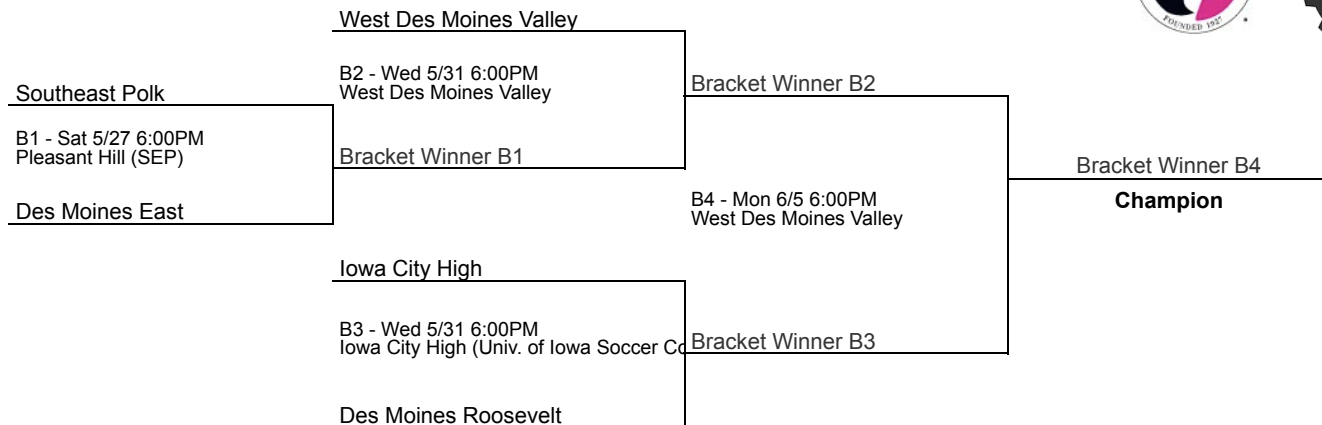 FOUNDED 1927
West Des Moines Valley
B2 - Wed 5/31 6:00PM
West Des Moines Valley
Bracket Winner B2
Southeast Polk
B1 - Sat 5/27 6:00PM
Pleasant Hill (SEP)
Bracket Winner B1
Des Moines East
Bracket Winner B4
Champion
B4 - Mon 6/5 6:00PM
West Des Moines Valley
Iowa City High
B3 - Wed 5/31 6:00PM
Iowa City High (Univ. of Iowa Soccer Co
Bracket Winner B3
Des Moines Roosevelt